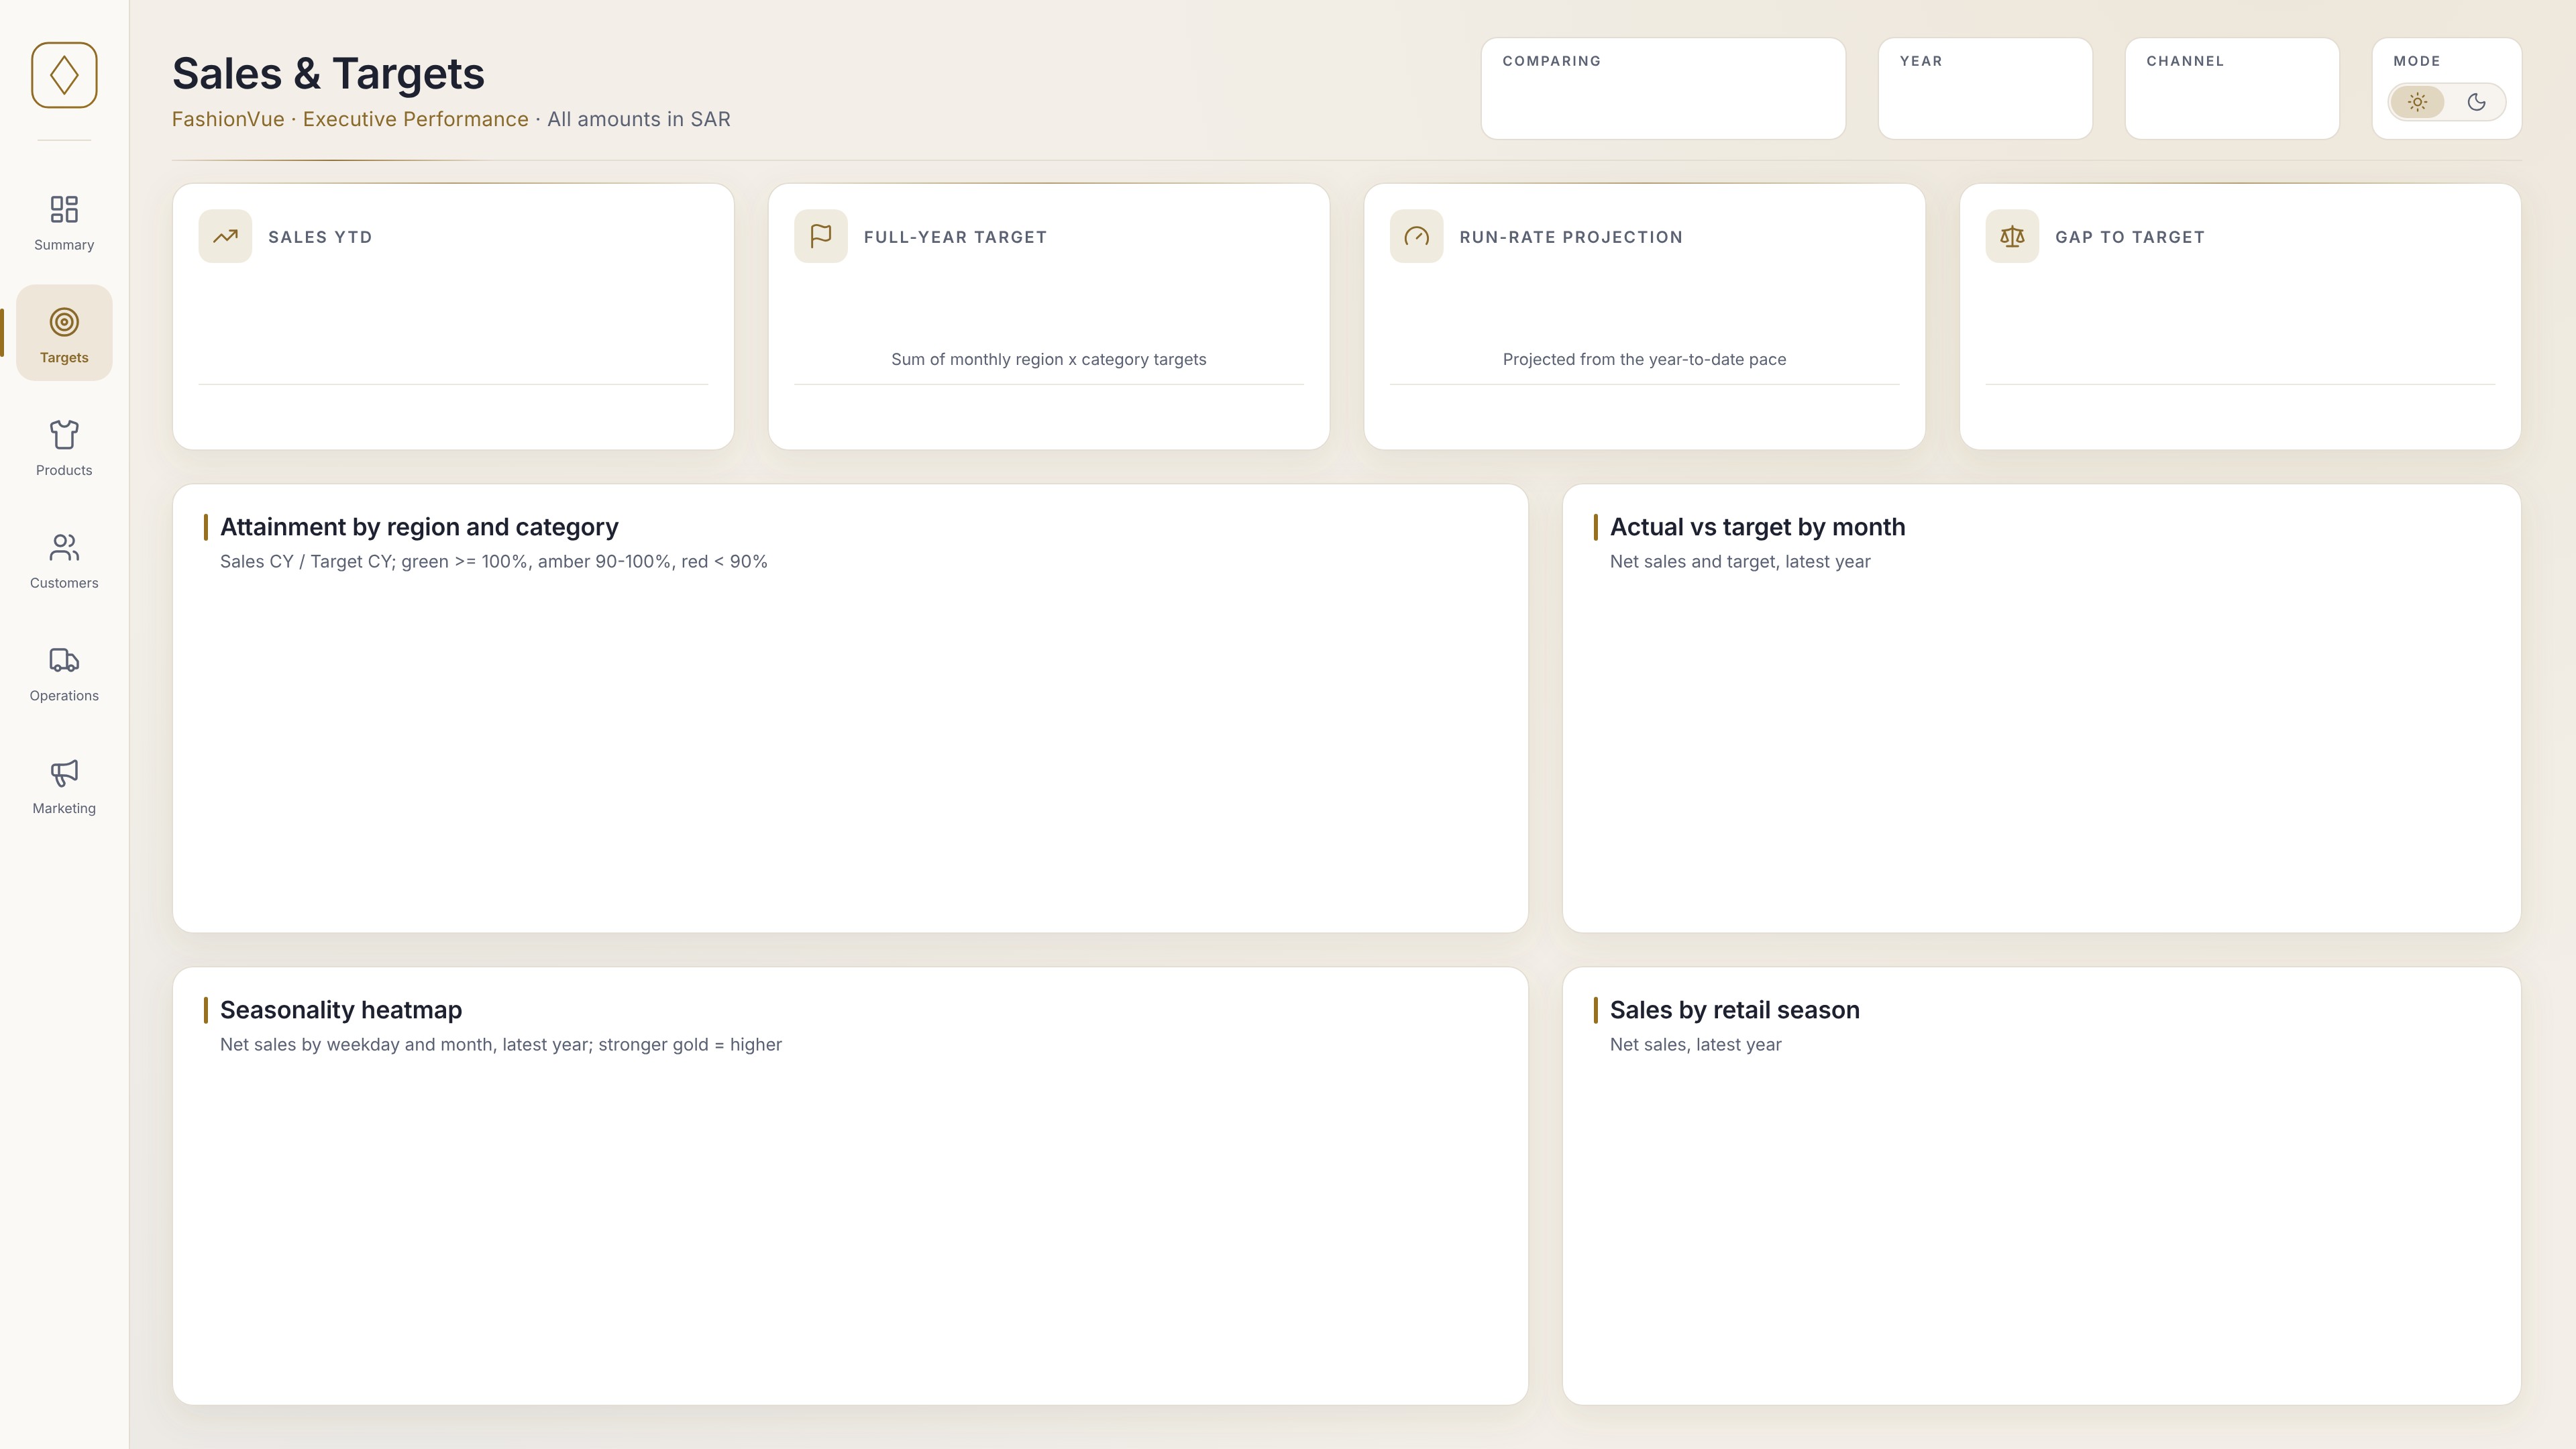 Sales & Targets
FashionVue · Executive Performance · All amounts in SAR
COMPARING
YEAR
CHANNEL
MODE
Summary
Targets
Products
Customers
Operations
Marketing
SALES YTD
FULL-YEAR TARGET
Sum of monthly region x category targets
RUN-RATE PROJECTION
Projected from the year-to-date pace
GAP TO TARGET
Attainment by region and category
Sales CY / Target CY; green >= 100%, amber 90-100%, red < 90%
Actual vs target by month
Net sales and target, latest year
Seasonality heatmap
Net sales by weekday and month, latest year; stronger gold = higher
Sales by retail season
Net sales, latest year